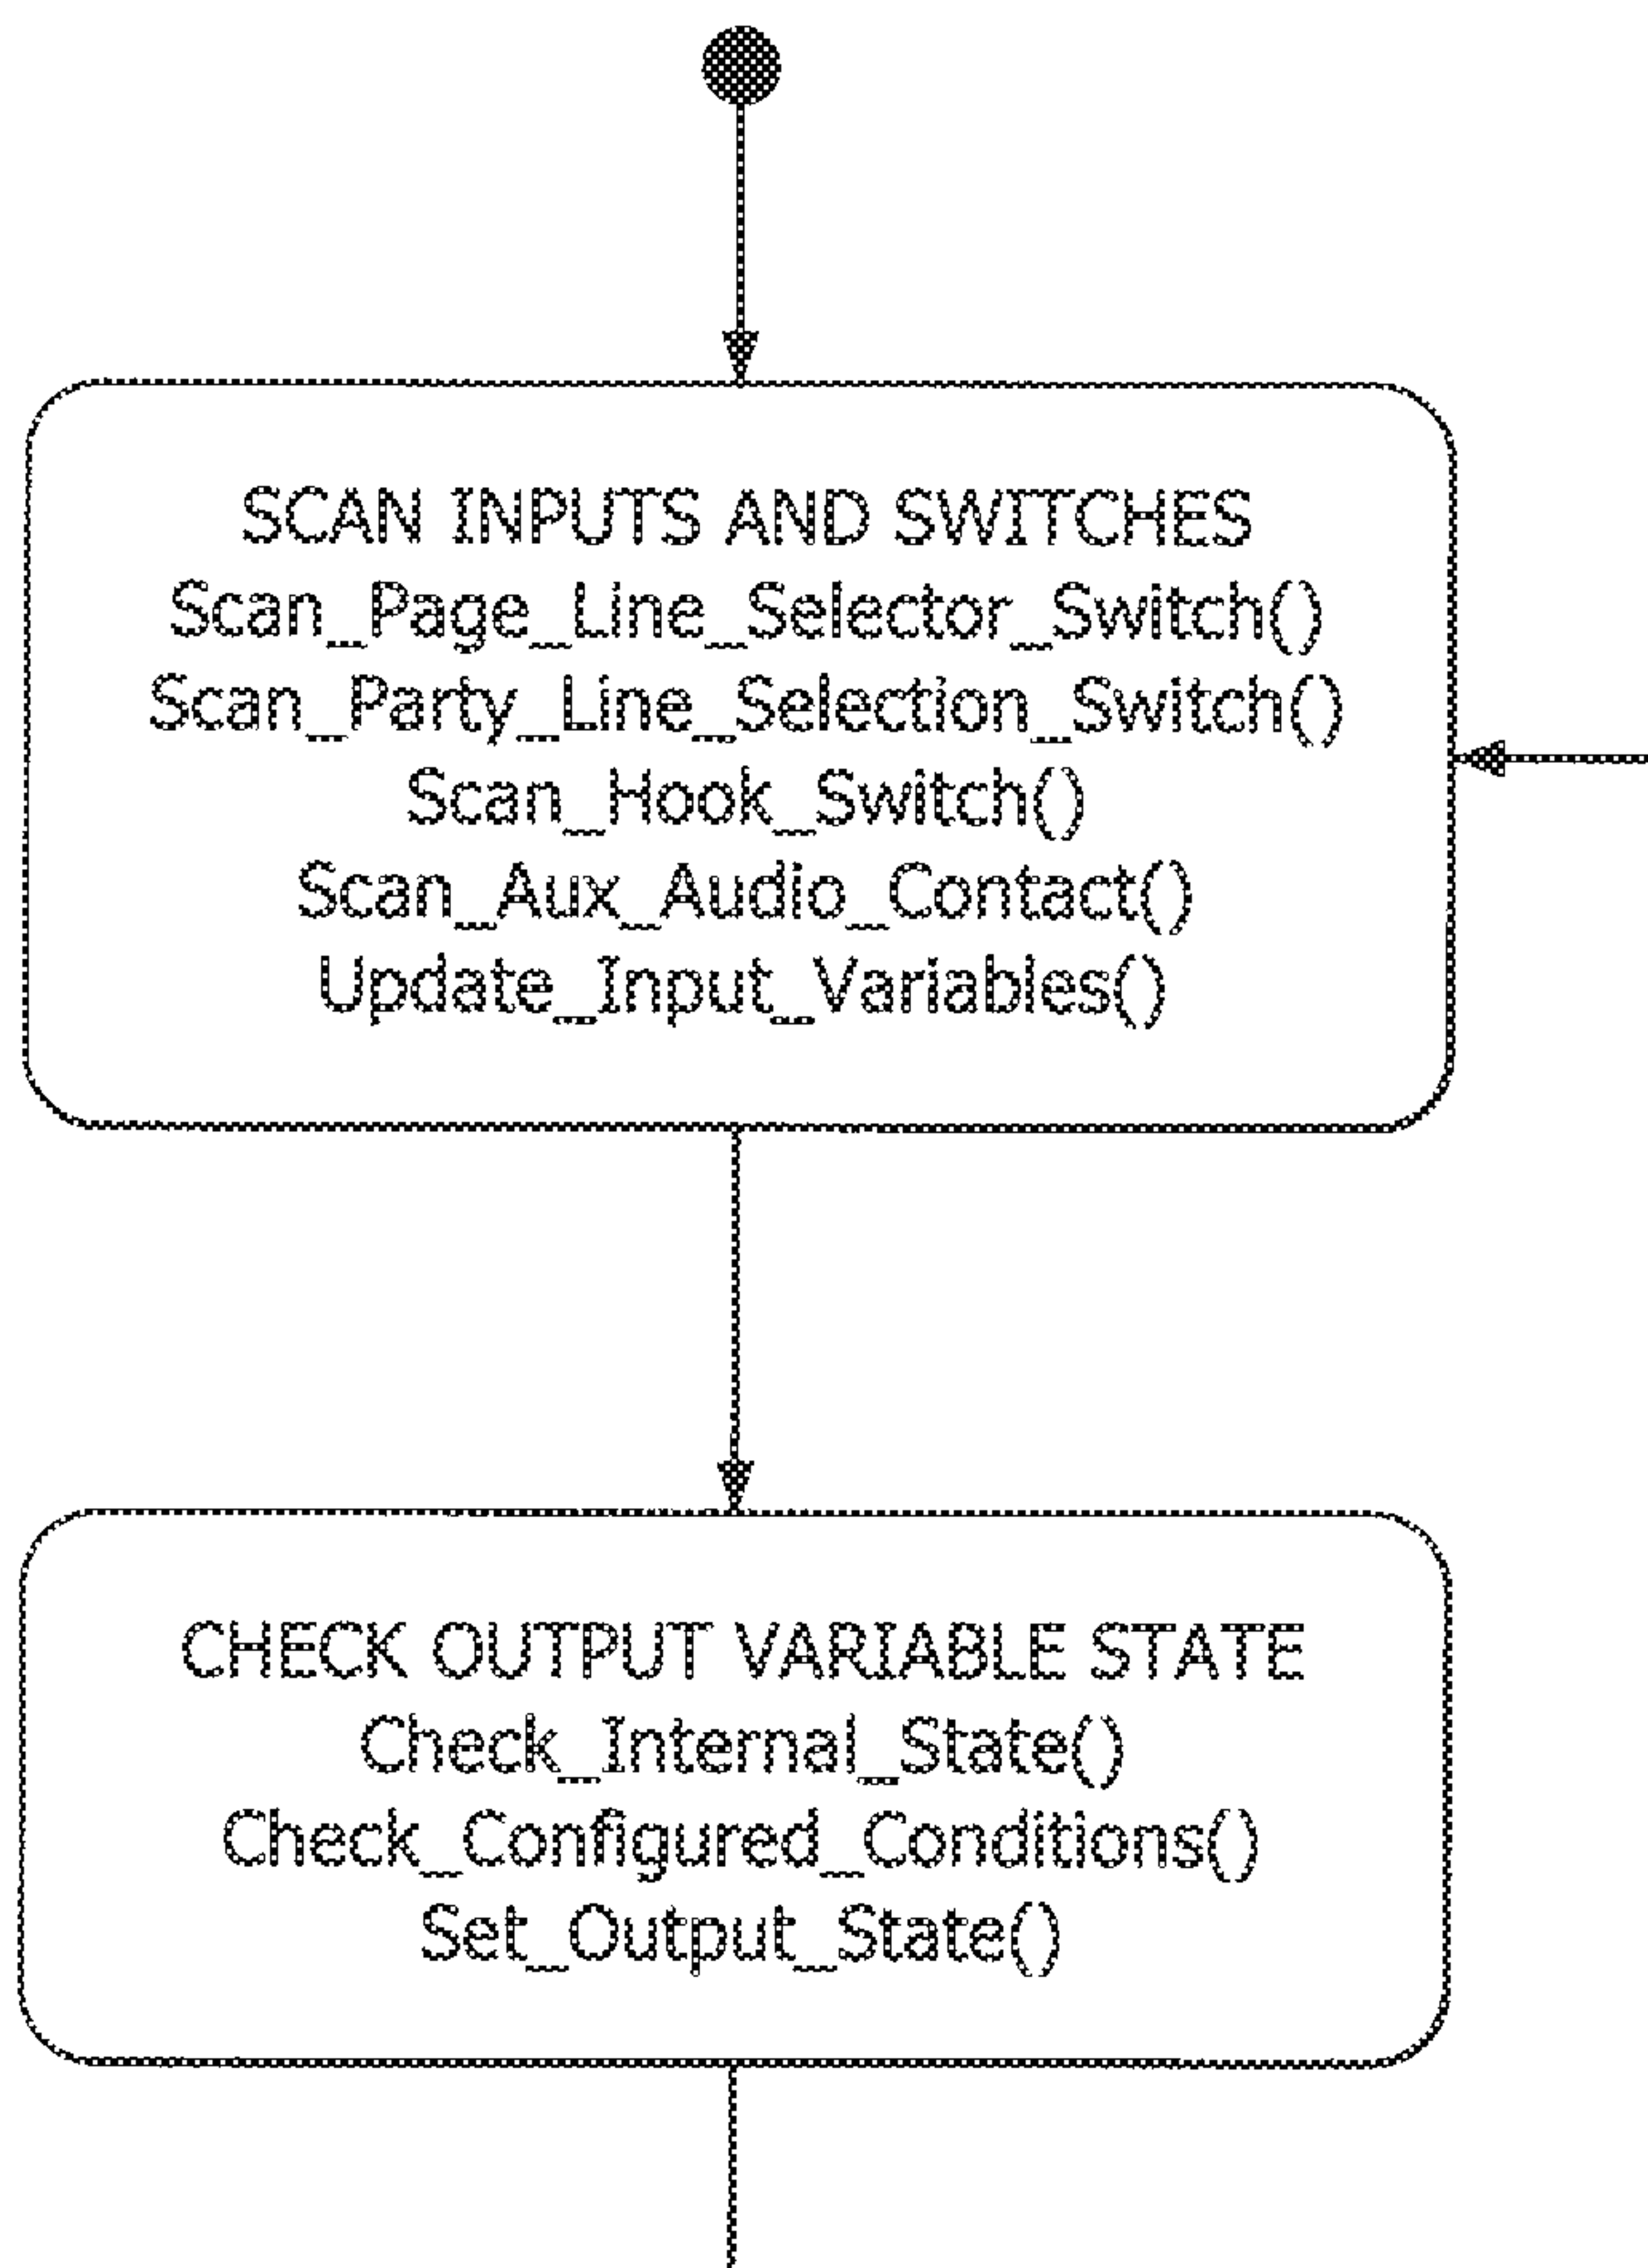 SCAN INPUTS AND SWITCHES
Scan_Page_Line_Selector_Switch()
Scan_Party_Line_Selection_Switch()
Scan_Hook_Switch()
Scan_Aux_Audio_Contact()
Update_Input_Variables()
CHECK OUTPUT VARIABLE STATE
Check_Internal_State()
Check_Configured_Conditions()
Set_Output_State()